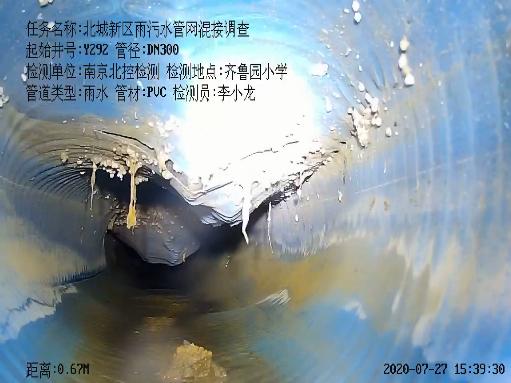 任务名称:北城新区雨污水管网混接调查
起始井号:Y292 管径:DN300
检测单位:南京北控检测 检测地点:齐鲁园小学
管道类型:雨水 管材:PVC 检测员:李小龙
距离:0.67M
2020-07-27 15:39:30